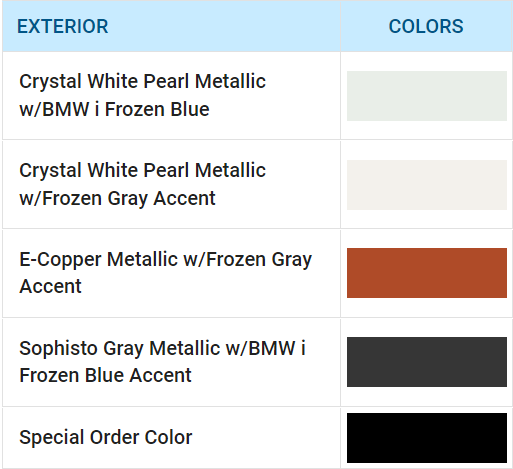 EXTERIOR COLORS
Crystal White Pearl Metallic
w/BMW i Frozen Blue
Crystal White Pearl Metallic
w/Frozen Gray Accent
E-Copper Metallic w/Frozen Gray
Accent
Sophisto Gray Metallic w/BMW i
Frozen Blue Accent
Special Order Color